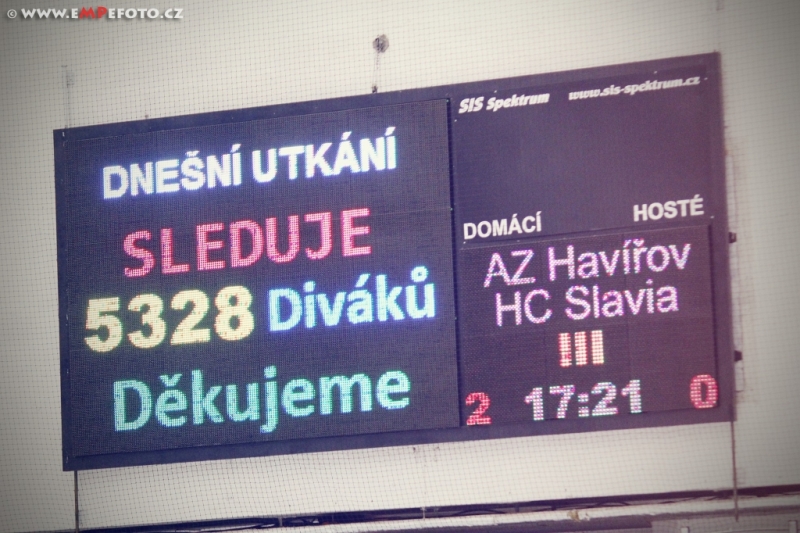 © WWW.EMPEFOTO.CZ
DNEŠNÍ UTKÁNÍ
SLEDUJE
5328 Diváků
Děkujeme
SIS Spektrum www.sis-spektrum.cz
DOMÁCÍ HOSTÉ
AZ Havířov
HC Slavia
III
2 17:21 0